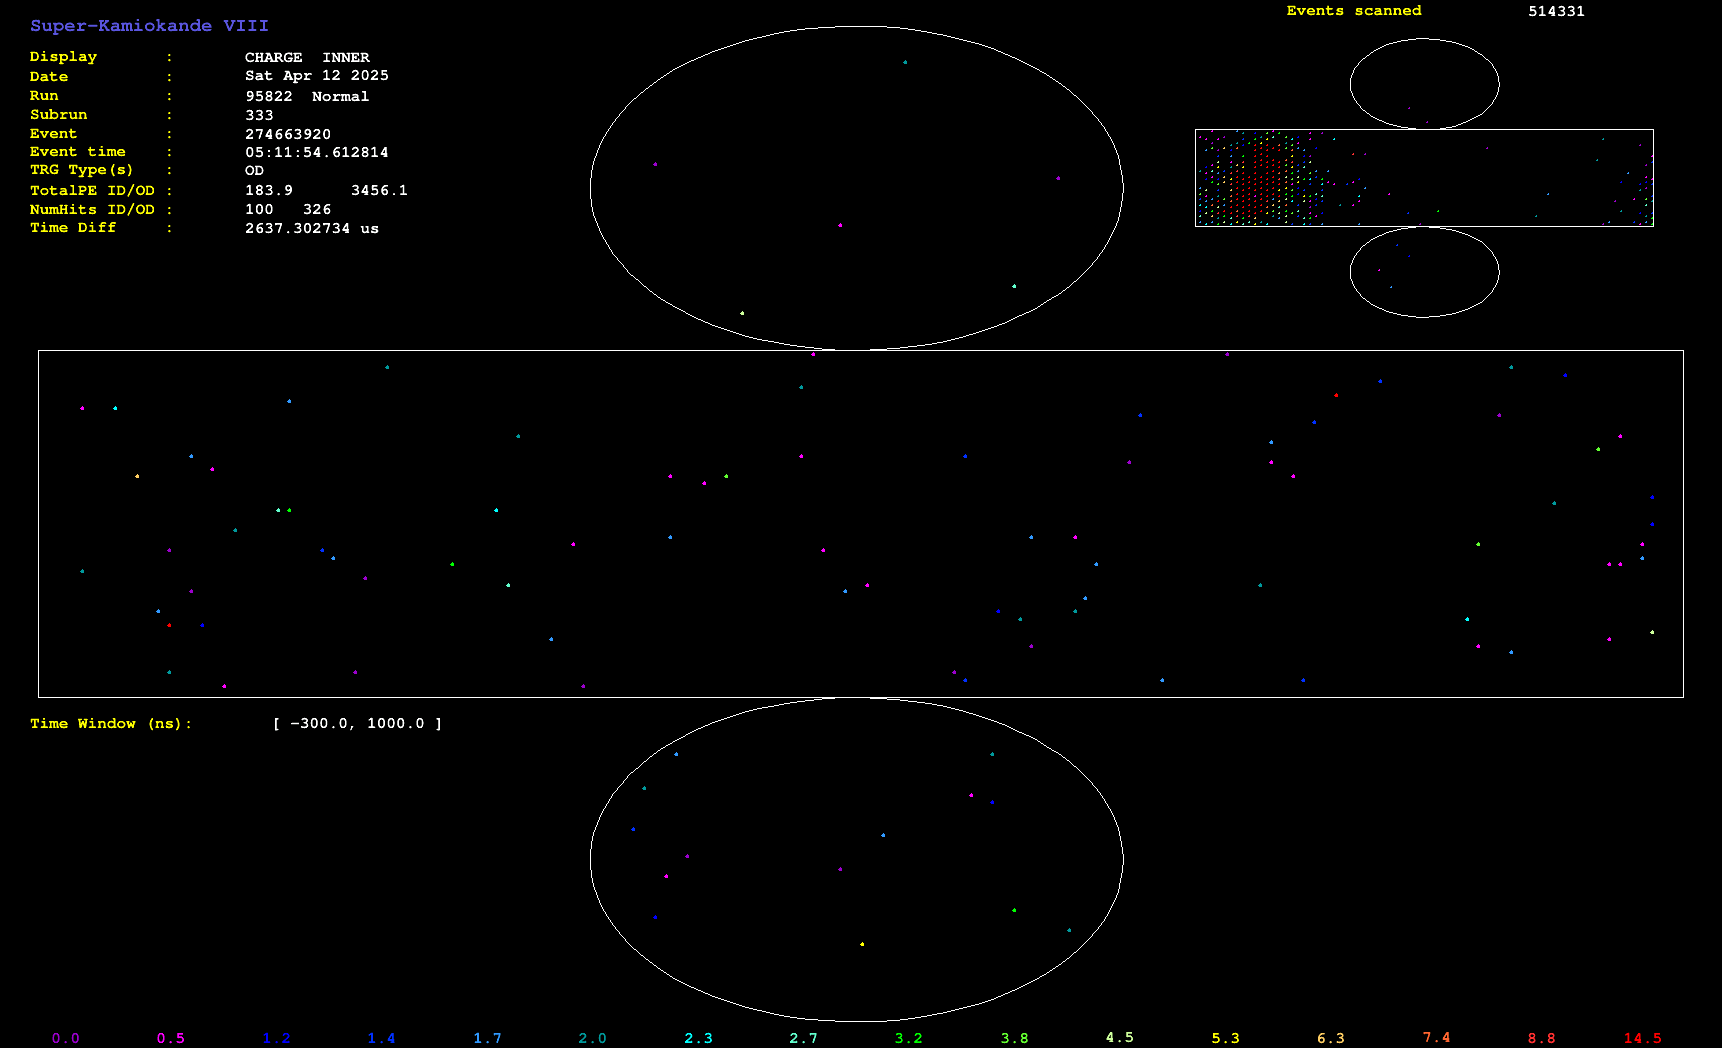 Super-Kamiokande VIII
Events scanned 514331
Display : CHARGE INNER
Date : Sat Apr 12 2025
Run : 95822 Normal
Subrun : 333
Event : 274663920
Event time : 05:11:54.612814
TRG Type(s) : OD
TotalPE ID/OD : 183.9 3456.1
NumHits ID/OD : 100 326
Time Diff : 2637.302734 us
Time Window (ns): [ -300.0, 1000.0 ]
0.0 0.5 1.2 1.4 1.7 2.0 2.3 2.7 3.2 3.8 4.5 5.3 6.3 7.4 8.8 14.5